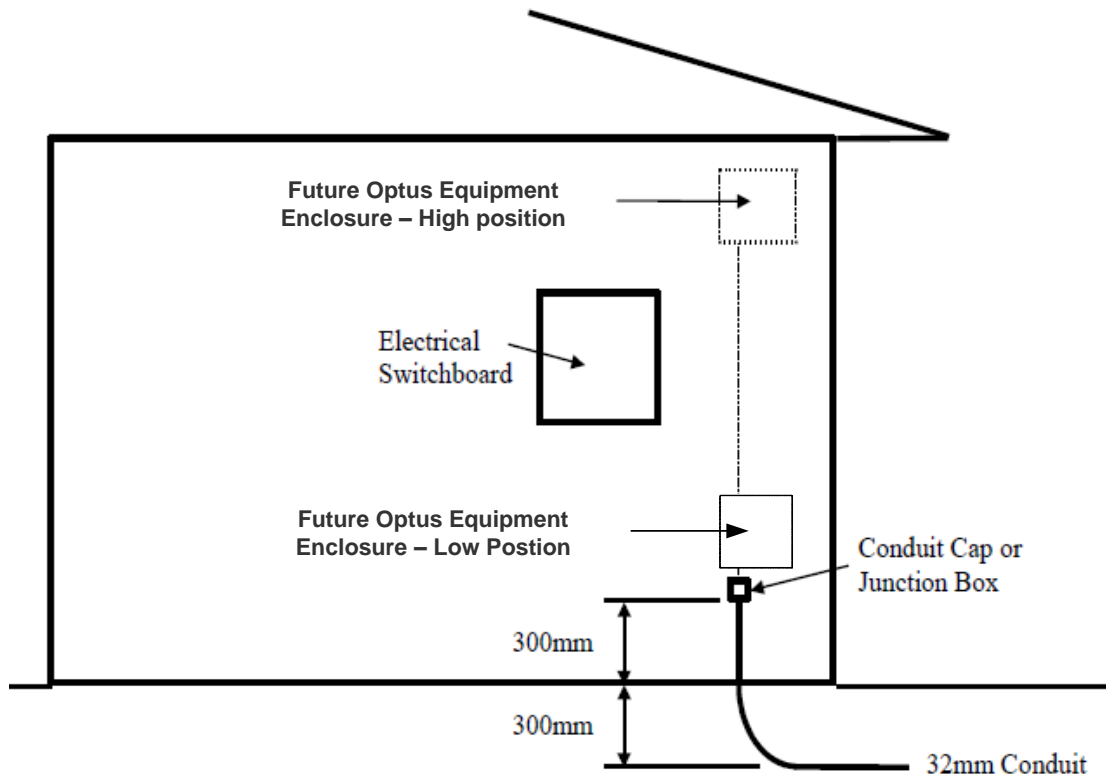 Future Optus Equipment
Enclosure – High position
Electrical
Switchboard
Future Optus Equipment
Enclosure – Low Postion
Conduit Cap or
Junction Box
300mm
300mm
32mm Conduit